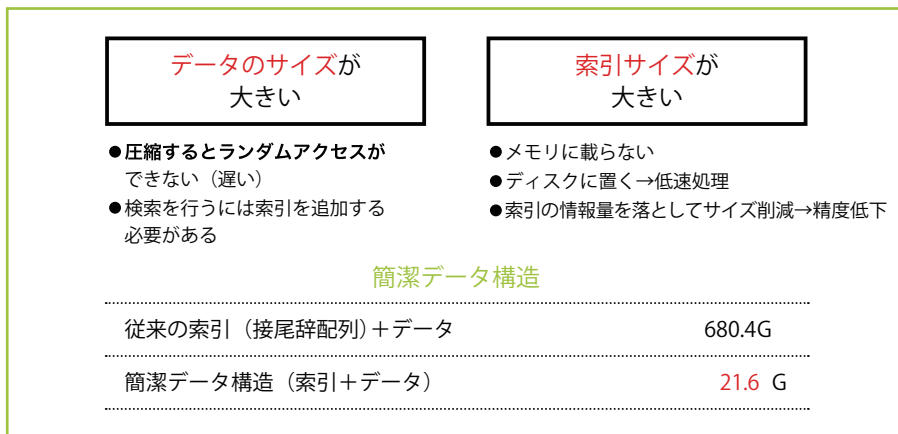 データのサイズが
大きい
索引サイズが
大きい
●圧縮するとランダムアクセスが
できない（遅い）
●検索を行うには索引を追加する
必要がある
●メモリに載らない
●ディスクに置く→低速処理
●索引の情報量を落としてサイズ削減→精度低下
簡潔データ構造
従来の索引（接尾辞配列）＋データ 680.4G
簡潔データ構造（索引＋データ） 21.6 G